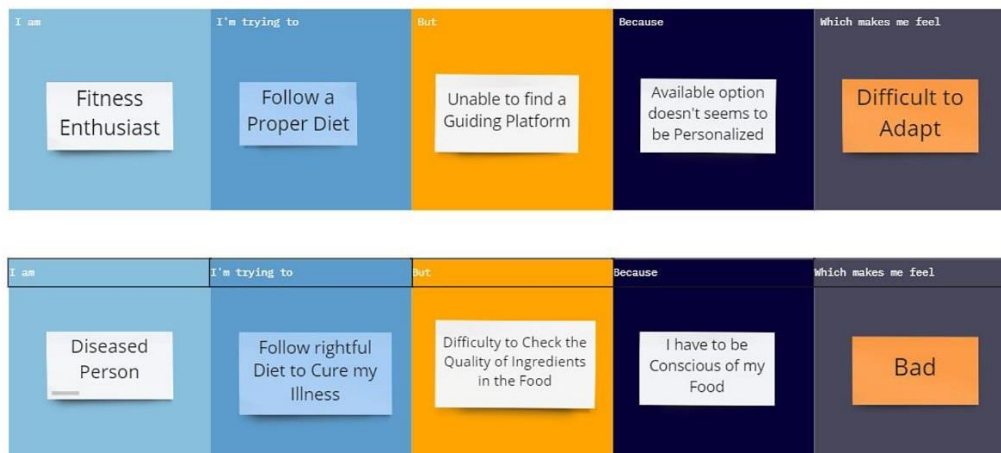 I am
I'm trying to
But
Because
Which makes me feel
Fitness
Enthusiast
Follow a
Proper Diet
Unable to find a
Guiding Platform
Available option
doesn't seems to
be Personalized
Difficult to
Adapt
I am
I'm trying to
But
Because
Which makes me feel
Diseased
Person
Follow rightful
Diet to Cure my
Illness
Difficulty to Check the
Quality of Ingredients
in the Food
I have to be
Conscious of my
Food
Bad